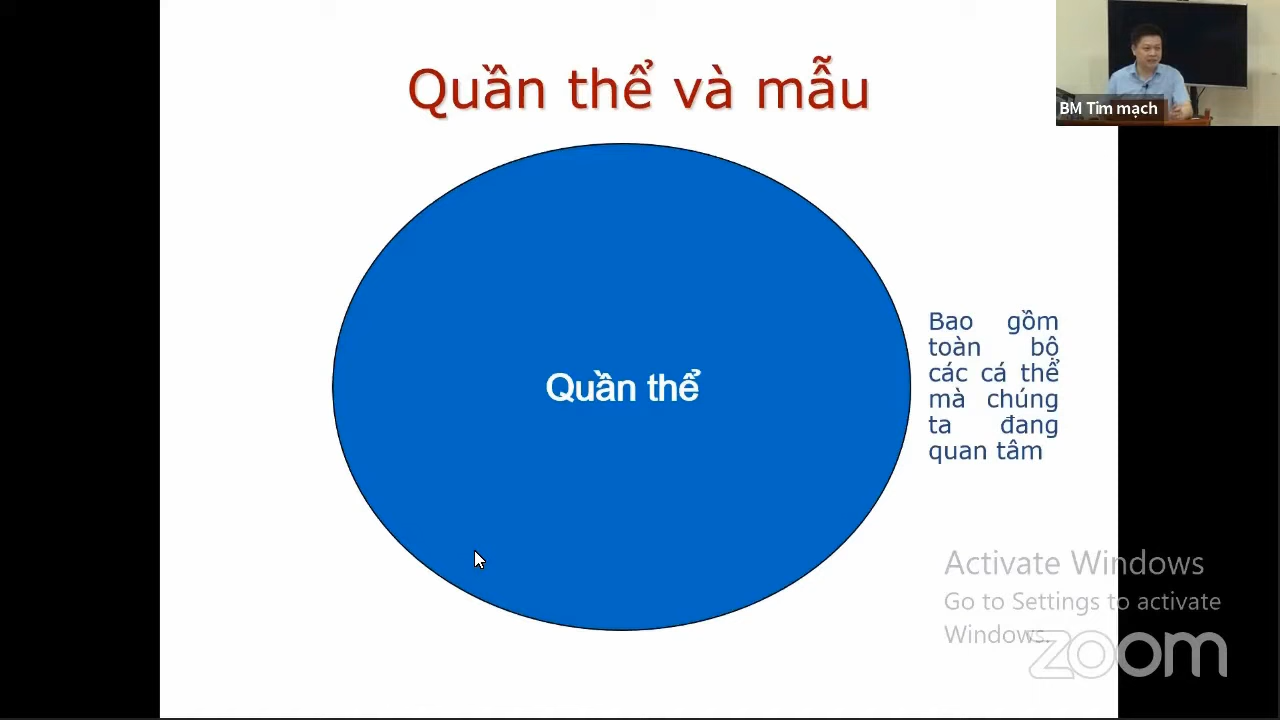 Quần thể và mẫu
BM Tim mạch
Quần thể
Bao gồm
toàn bộ
các cá thể
mà chúng
ta đang
quan tâm
Activate Windows
Go to Settings to activate
Windows.
zoom